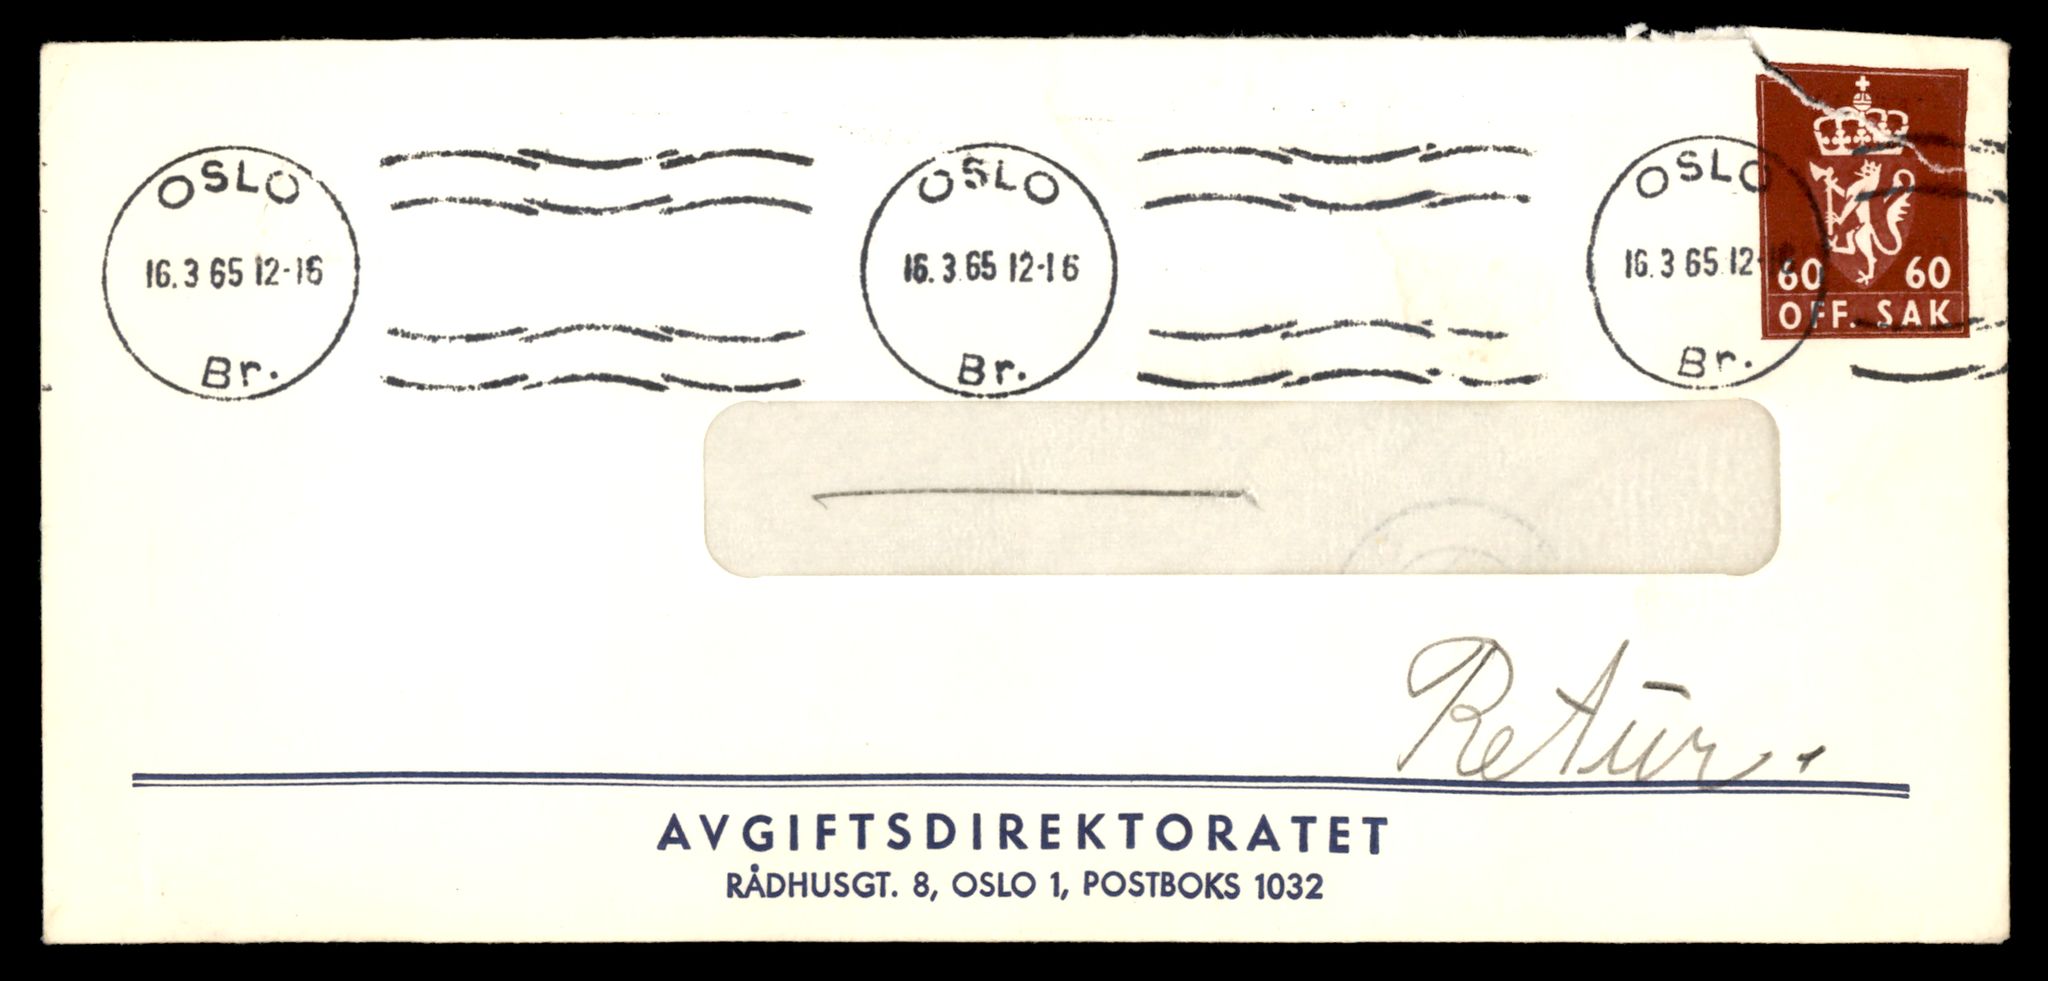 OSLO
16.3.65 12-16
Br.
OSLO
16.3.65 12-16
Br.
OSLO
16.3.65 12-16
Br.
60 60
OFF. SAK
Retur.
AVGIFTSDIREKTORATET
RÅDHUSGT. 8, OSLO 1, POSTBOKS 1032